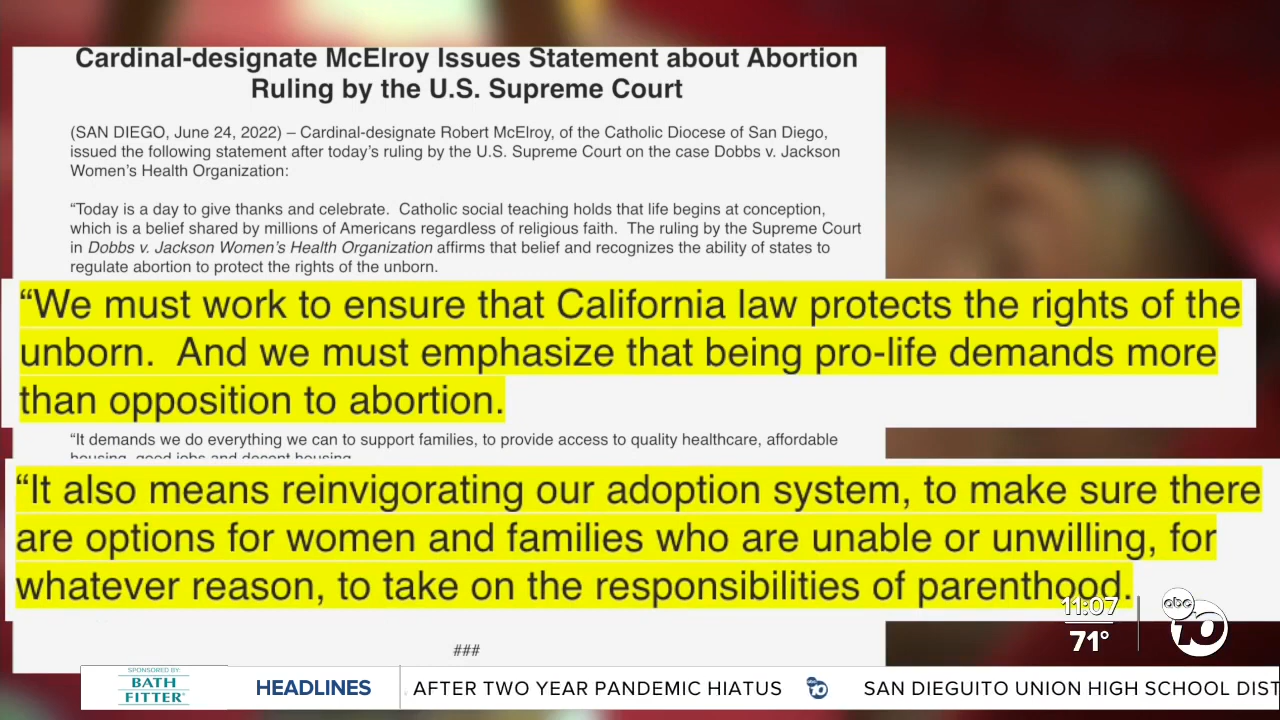 Cardinal-designate McElroy Issues Statement about Abortion
Ruling by the U.S. Supreme Court
(SAN DIEGO, June 24, 2022) – Cardinal-designate Robert McElroy, of the Catholic Diocese of San Diego,
issued the following statement after today's ruling by the U.S. Supreme Court on the case Dobbs v. Jackson
Women's Health Organization:
“Today is a day to give thanks and celebrate.  Catholic social teaching holds that life begins at conception,
which is a belief shared by millions of Americans regardless of religious faith.  The ruling by the Supreme Court
in Dobbs v. Jackson Women's Health Organization affirms that belief and recognizes the ability of states to
regulate abortion to protect the rights of the unborn.
“We must work to ensure that California law protects the rights of the
unborn.  And we must emphasize that being pro-life demands more
than opposition to abortion.
“It demands we do everything we can to support families, to provide access to quality healthcare, affordable
housing, good jobs and decent housing
“It also means reinvigorating our adoption system, to make sure there
are options for women and families who are unable or unwilling, for
whatever reason, to take on the responsibilities of parenthood.
11:07
71°
abc
10
###
SPONSORED BY:
BATH
FITTER®
HEADLINES
AFTER TWO YEAR PANDEMIC HIATUS
abc
10
SAN DIEGUITO UNION HIGH SCHOOL DIST